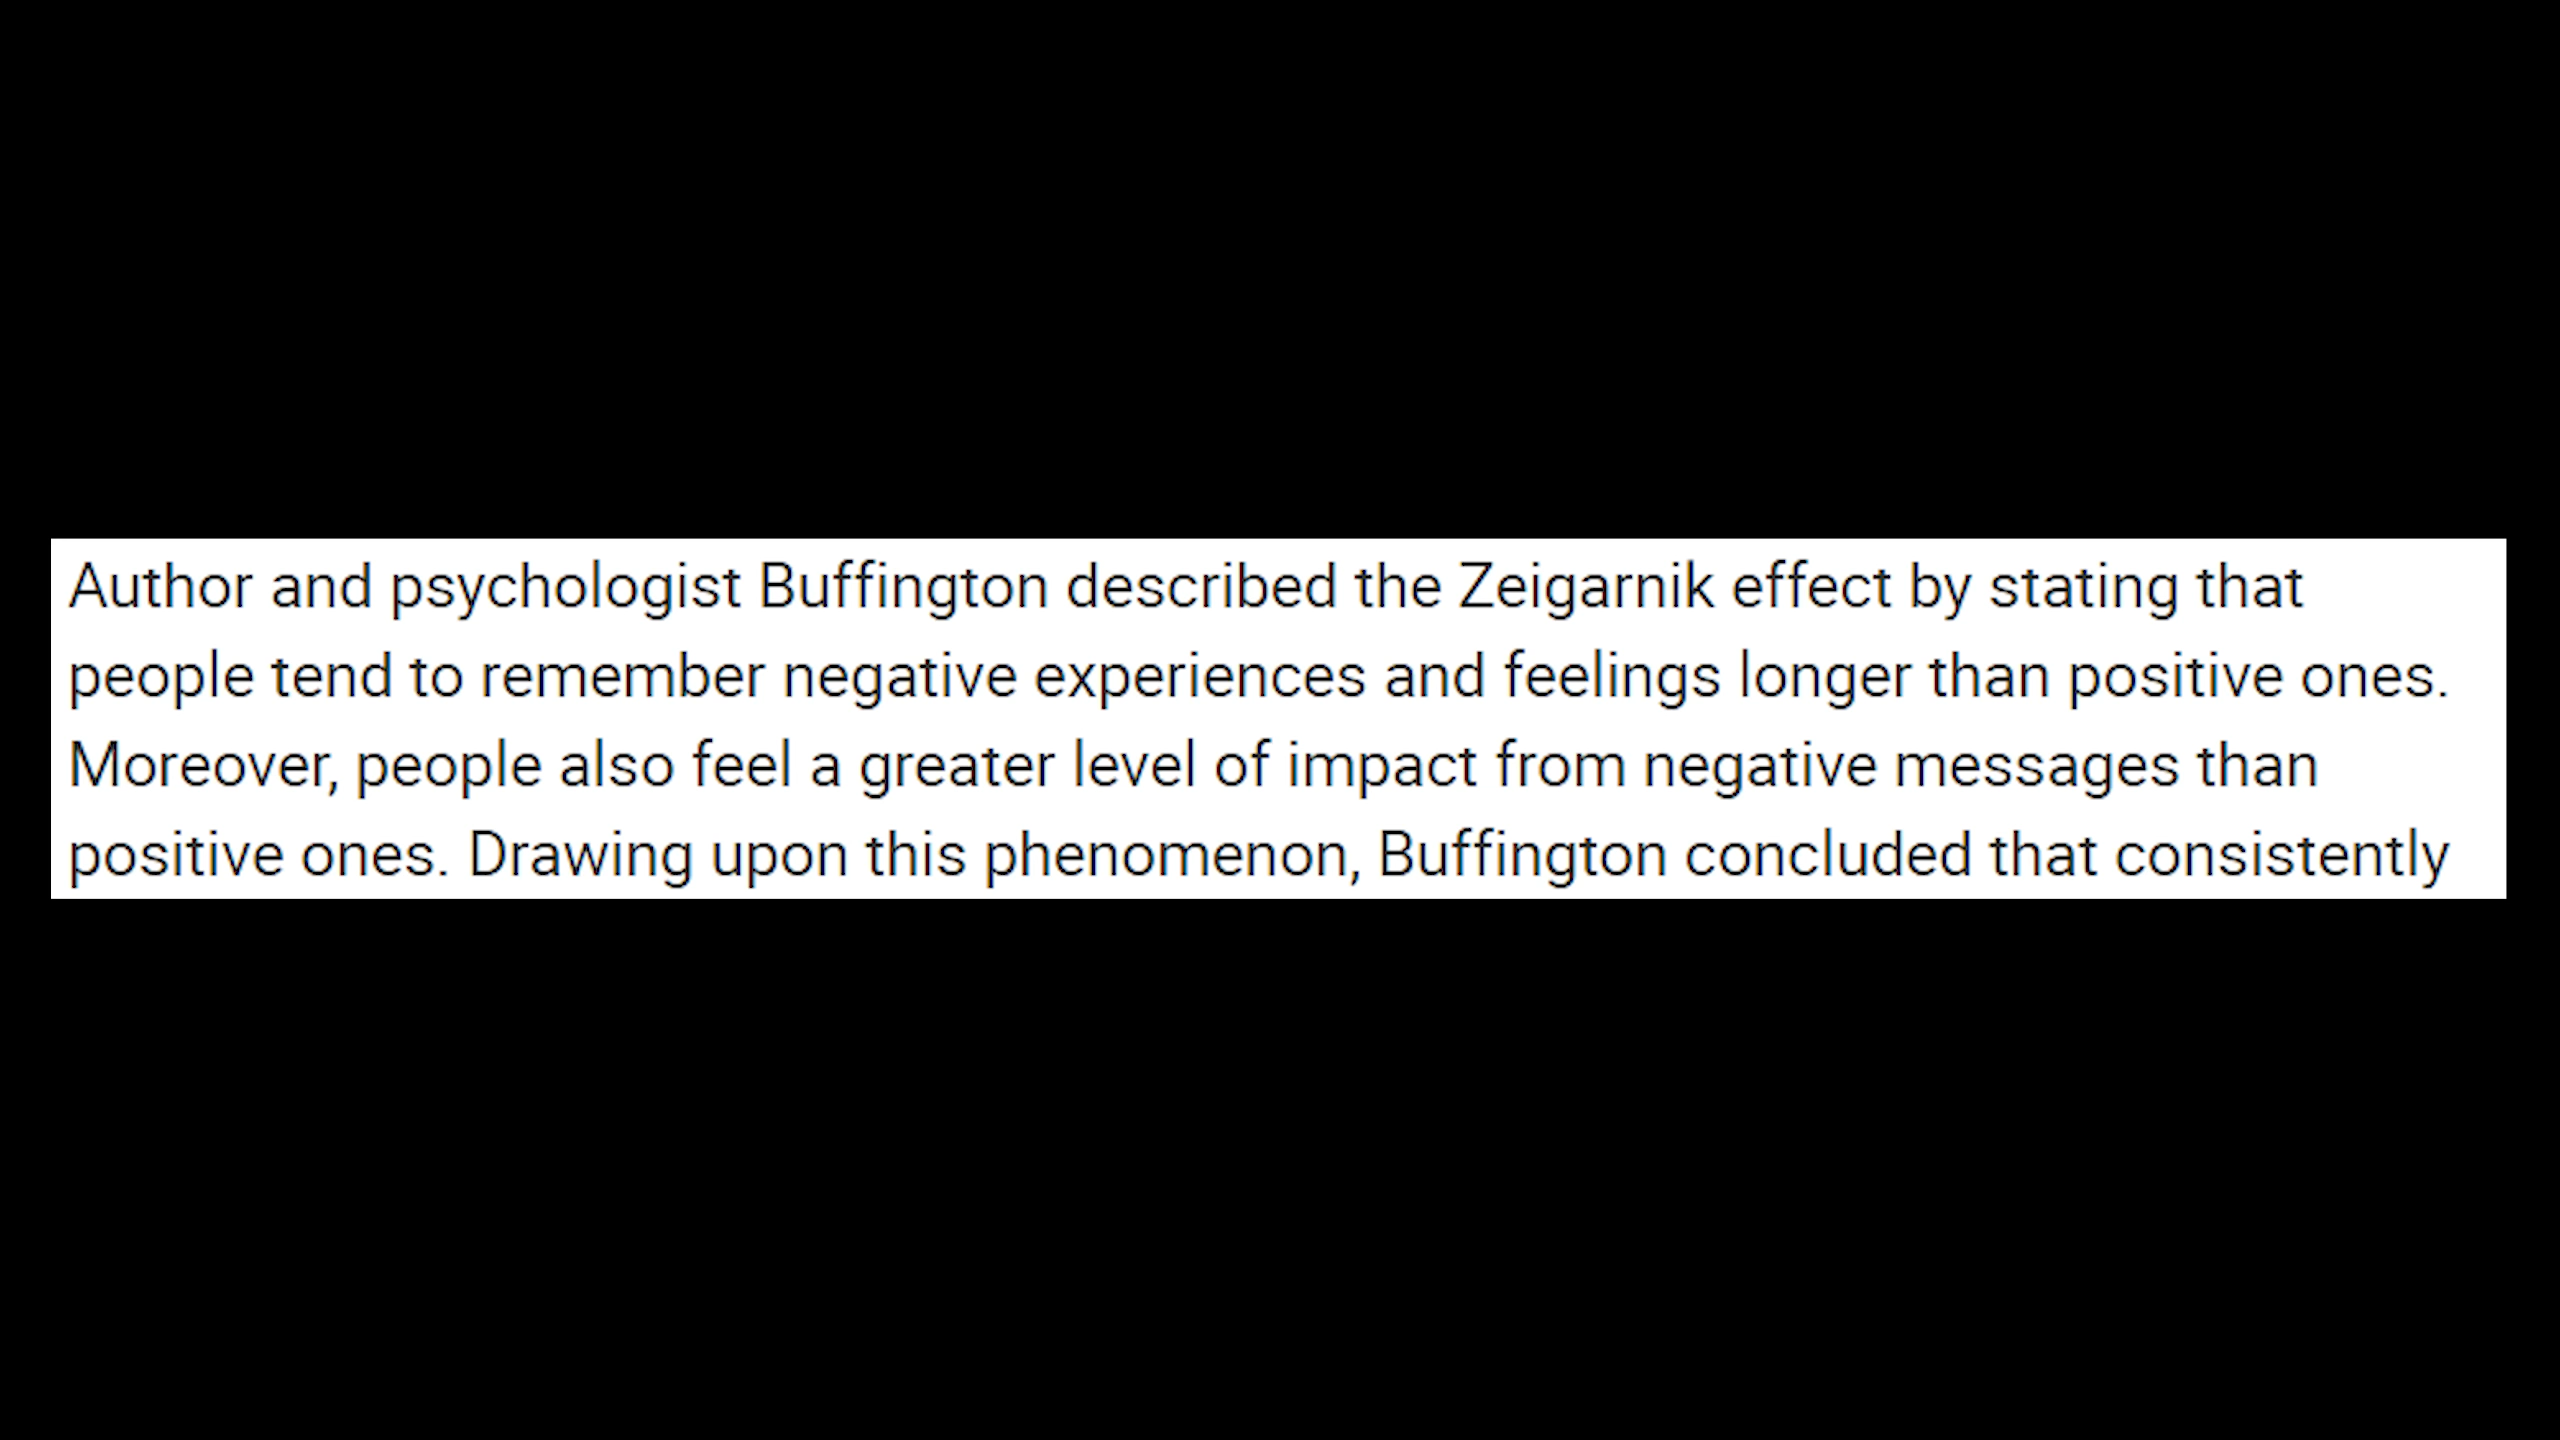 Author and psychologist Buffington described the Zeigarnik effect by stating that
people tend to remember negative experiences and feelings longer than positive ones.
Moreover, people also feel a greater level of impact from negative messages than
positive ones. Drawing upon this phenomenon, Buffington concluded that consistently